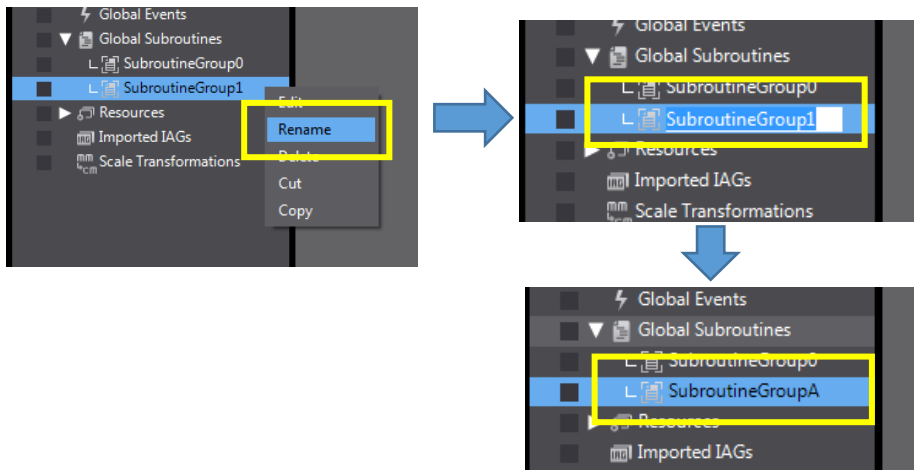 Global Events
Global Subroutines
SubroutineGroup0
SubroutineGroup1
Edit
Resources
Rename
Imported IAGs
Delete
Scale Transformations
Cut
Copy
Global Events
Global Subroutines
SubroutineGroup0
SubroutineGroup1
Resources
Imported IAGs
Scale Transformations
Global Events
Global Subroutines
SubroutineGroup0
SubroutineGroupA
Resources
Imported IAGs